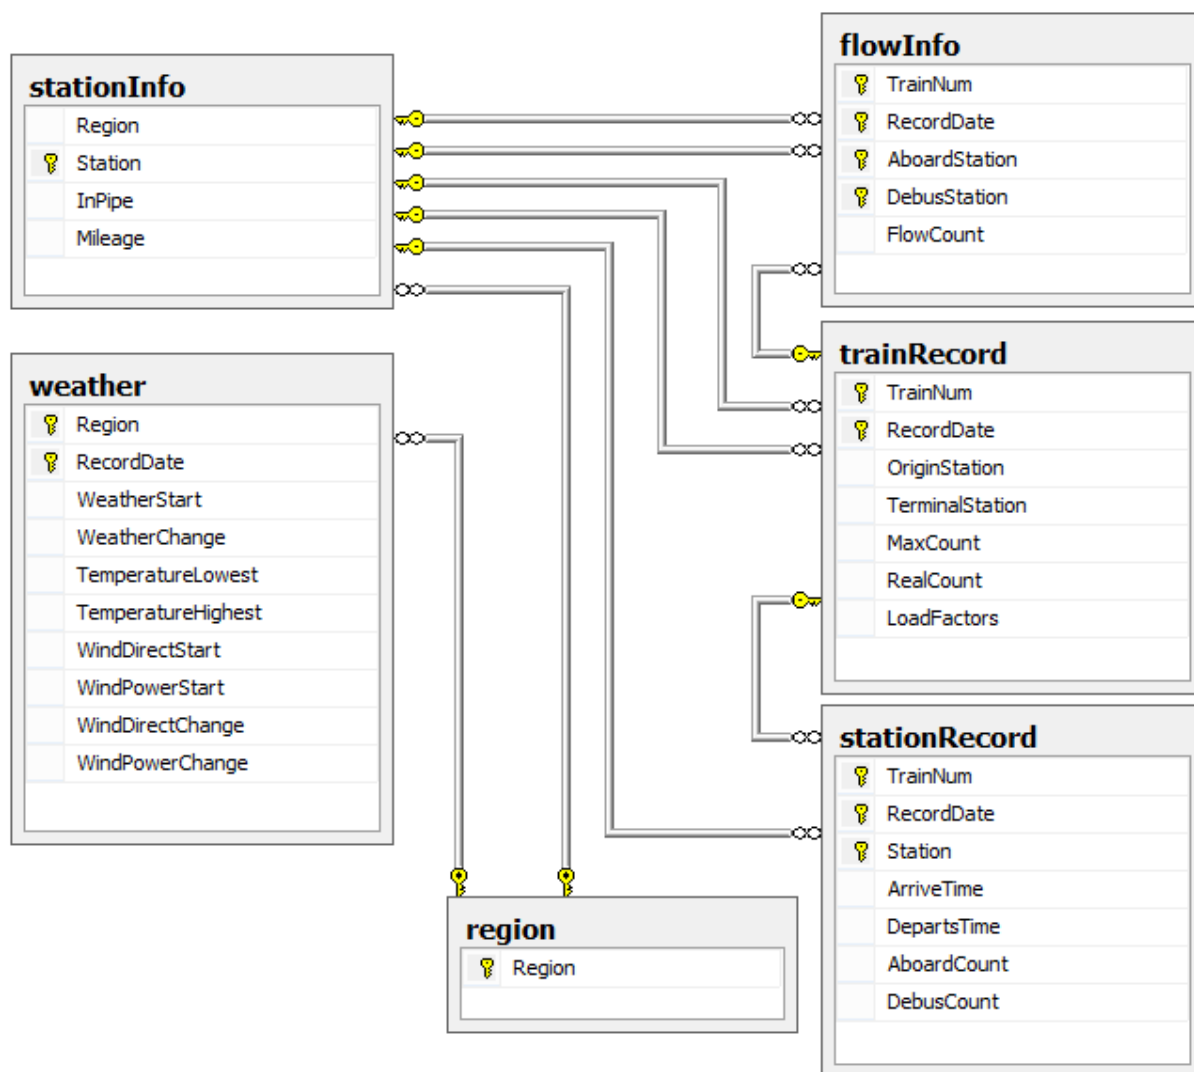 stationInfo
Region
Station
InPipe
Mileage
weather
Region
RecordDate
WeatherStart
WeatherChange
TemperatureLowest
TemperatureHighest
WindDirectStart
WindPowerStart
WindDirectChange
WindPowerChange
region
Region
flowInfo
TrainNum
RecordDate
AboardStation
DebusStation
FlowCount
trainRecord
TrainNum
RecordDate
OriginStation
TerminalStation
MaxCount
RealCount
LoadFactors
stationRecord
TrainNum
RecordDate
Station
ArriveTime
DepartsTime
AboardCount
DebusCount